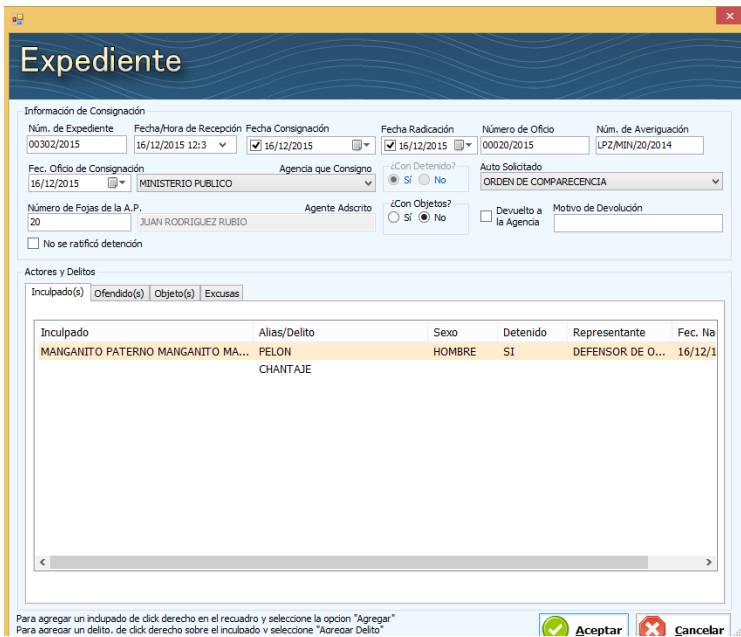 Expediente
Información de Consignación
Núm. de Expediente Fecha/Hora de Recepción Fecha Consignación Fecha Radicación Número de Oficio Núm. de Averiguación
00302/2015 16/12/2015 12:3 16/12/2015 16/12/2015 00020/2015 LPZ/MIN/20/2014
Fec. Oficio de Consignación Agencia que Consigno ¿Con Detenido? Auto Solicitado
16/12/2015 MINISTERIO PUBLICO Sí No ORDEN DE COMPARECENCIA
Número de Fojas de la A.P. Agente Adscrito ¿Con Objetos? Devuelto a la Agencia Motivo de Devolución
20 JUAN RODRIGUEZ RUBIO Sí No
No se ratificó detención
Actores y Delitos
Inculpado(s) Ofendido(s) Objeto(s) Excusas
Inculpado Alias/Delito Sexo Detenido Representante Fec. Na
MANGANITO PATERNO MANGANITO MA... PELON HOMBRE SI DEFENSOR DE O... 16/12/1
CHANTAJE
Para agregar un inclupado de click derecho en el recuadro y seleccione la opcion "Agregar"
Para agregar un delito, de click derecho sobre el inculpado y seleccione "Agregar Delito"
Aceptar Cancelar